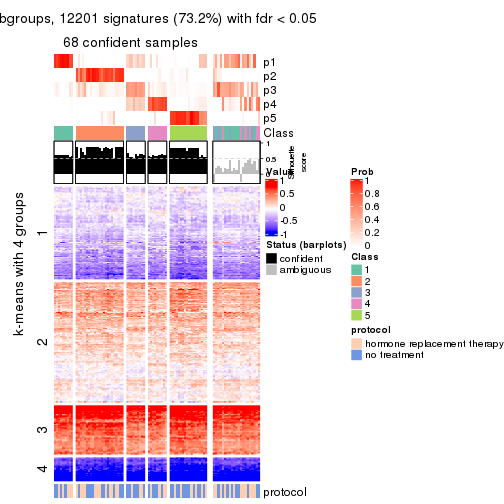 bgroups, 12201 signatures (73.2%) with fdr < 0.05
68 confident samples
p1
p2
p3
p4
p5
Class
1
0.5
0
Silhouette
score
k-means with 4 groups
1
2
3
4
protocol
Value
1
0.5
0
-0.5
-1
Status (barplots)
confident
ambiguous
Prob
1
0.8
0.6
0.4
0.2
0
Class
1
2
3
4
5
protocol
hormone replacement therapy
no treatment